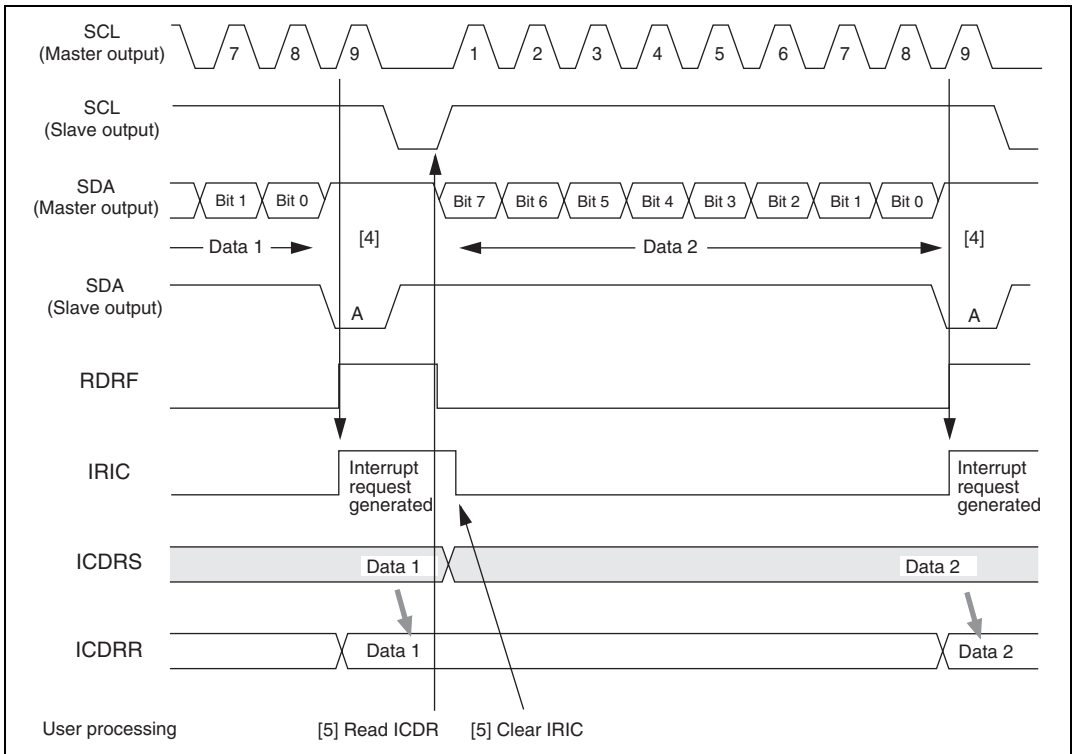 SCL
(Master output)
7 8 9 1 2 3 4 5 6 7 8 9
SCL
(Slave output)
SDA
(Master output)
Bit 1 Bit 0 Bit 7 Bit 6 Bit 5 Bit 4 Bit 3 Bit 2 Bit 1 Bit 0
Data 1 [4] Data 2 [4]
SDA
(Slave output)
A A
RDRF
IRIC
Interrupt
request
generated
Interrupt
request
generated
ICDRS
Data 1 Data 2
ICDRR
Data 1 Data 2
User processing [5] Read ICDR [5] Clear IRIC